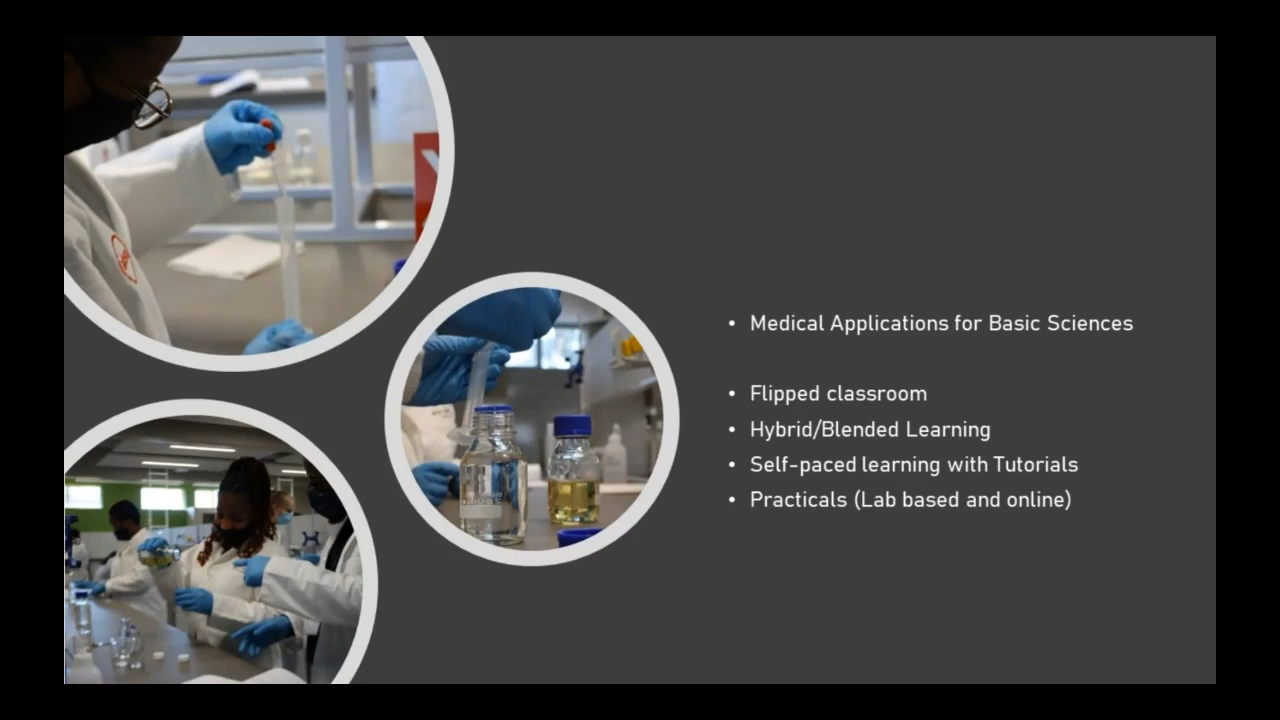 • Medical Applications for Basic Sciences
• Flipped classroom
• Hybrid/Blended Learning
• Self-paced learning with Tutorials
• Practicals (Lab based and online)